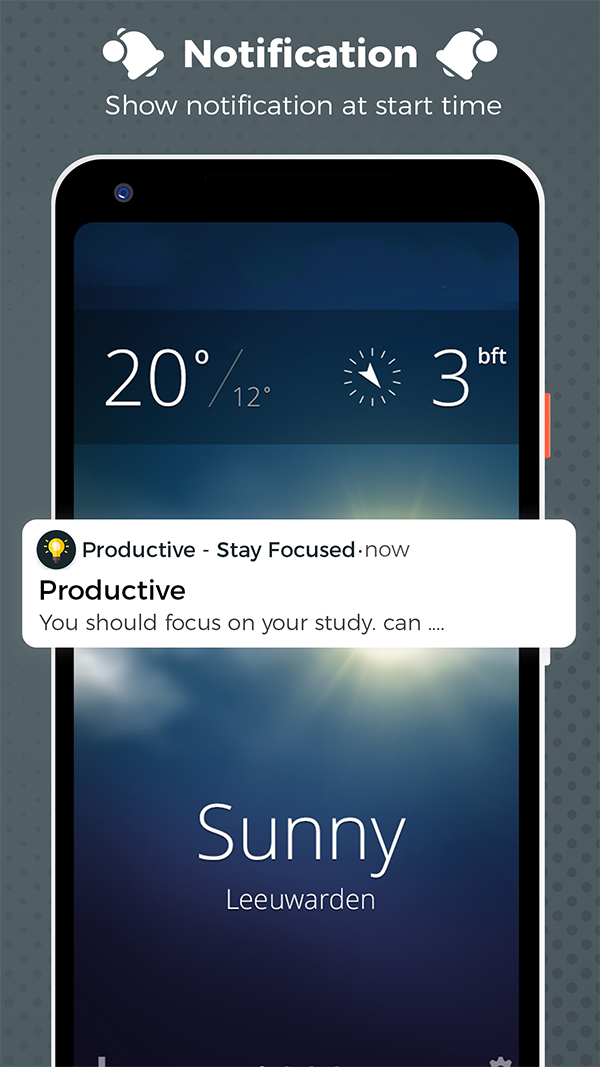 Notification
Show notification at start time
20° / 12°
3 bft
Productive - Stay Focused · now
Productive
You should focus on your study. can ....
Sunny
Leeuwarden